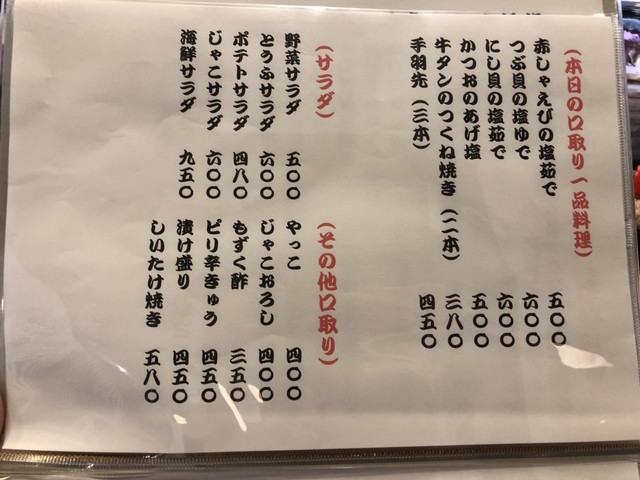 (本日の口取り一品料理)
赤しゃえびの塩茹で 五〇〇
つぶ貝の塩ゆで 六〇〇
にし貝の塩茹で 六〇〇
かつおのあげ塩 五〇〇
牛タンのつくね焼き(二本) 三八〇
手羽先(三本) 四五〇
(サラダ)
野菜サラダ 五〇〇
とうふサラダ 六〇〇
ポテトサラダ 四八〇
じゃこサラダ 六〇〇
海鮮サラダ 九五〇
(その他口取り)
やっこ 四〇〇
じゃこおろし 四〇〇
もずく酢 三五〇
ピリ辛きゅう 四五〇
漬け盛り 四五〇
しいたけ焼き 五八〇